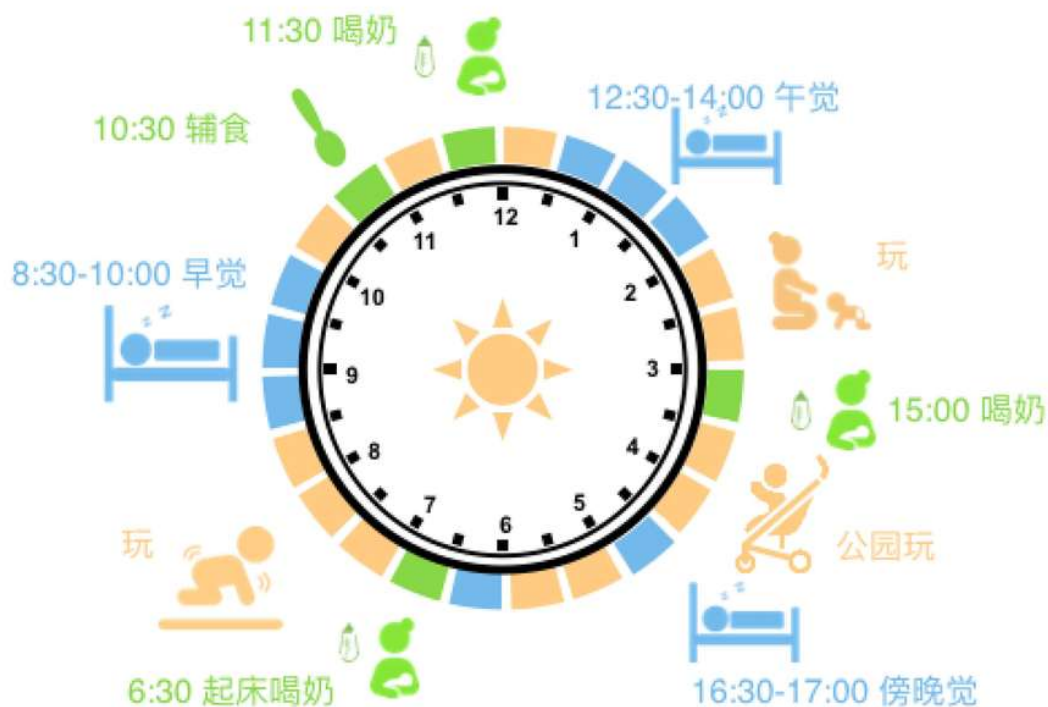 11:30 喝奶
12:30-14:00 午觉
10:30 辅食
玩
8:30-10:00 早觉
15:00 喝奶
公园玩
玩
16:30-17:00 傍晚觉
6:30 起床喝奶
12
1
2
3
4
5
6
7
8
9
10
11
z z
z z
z z